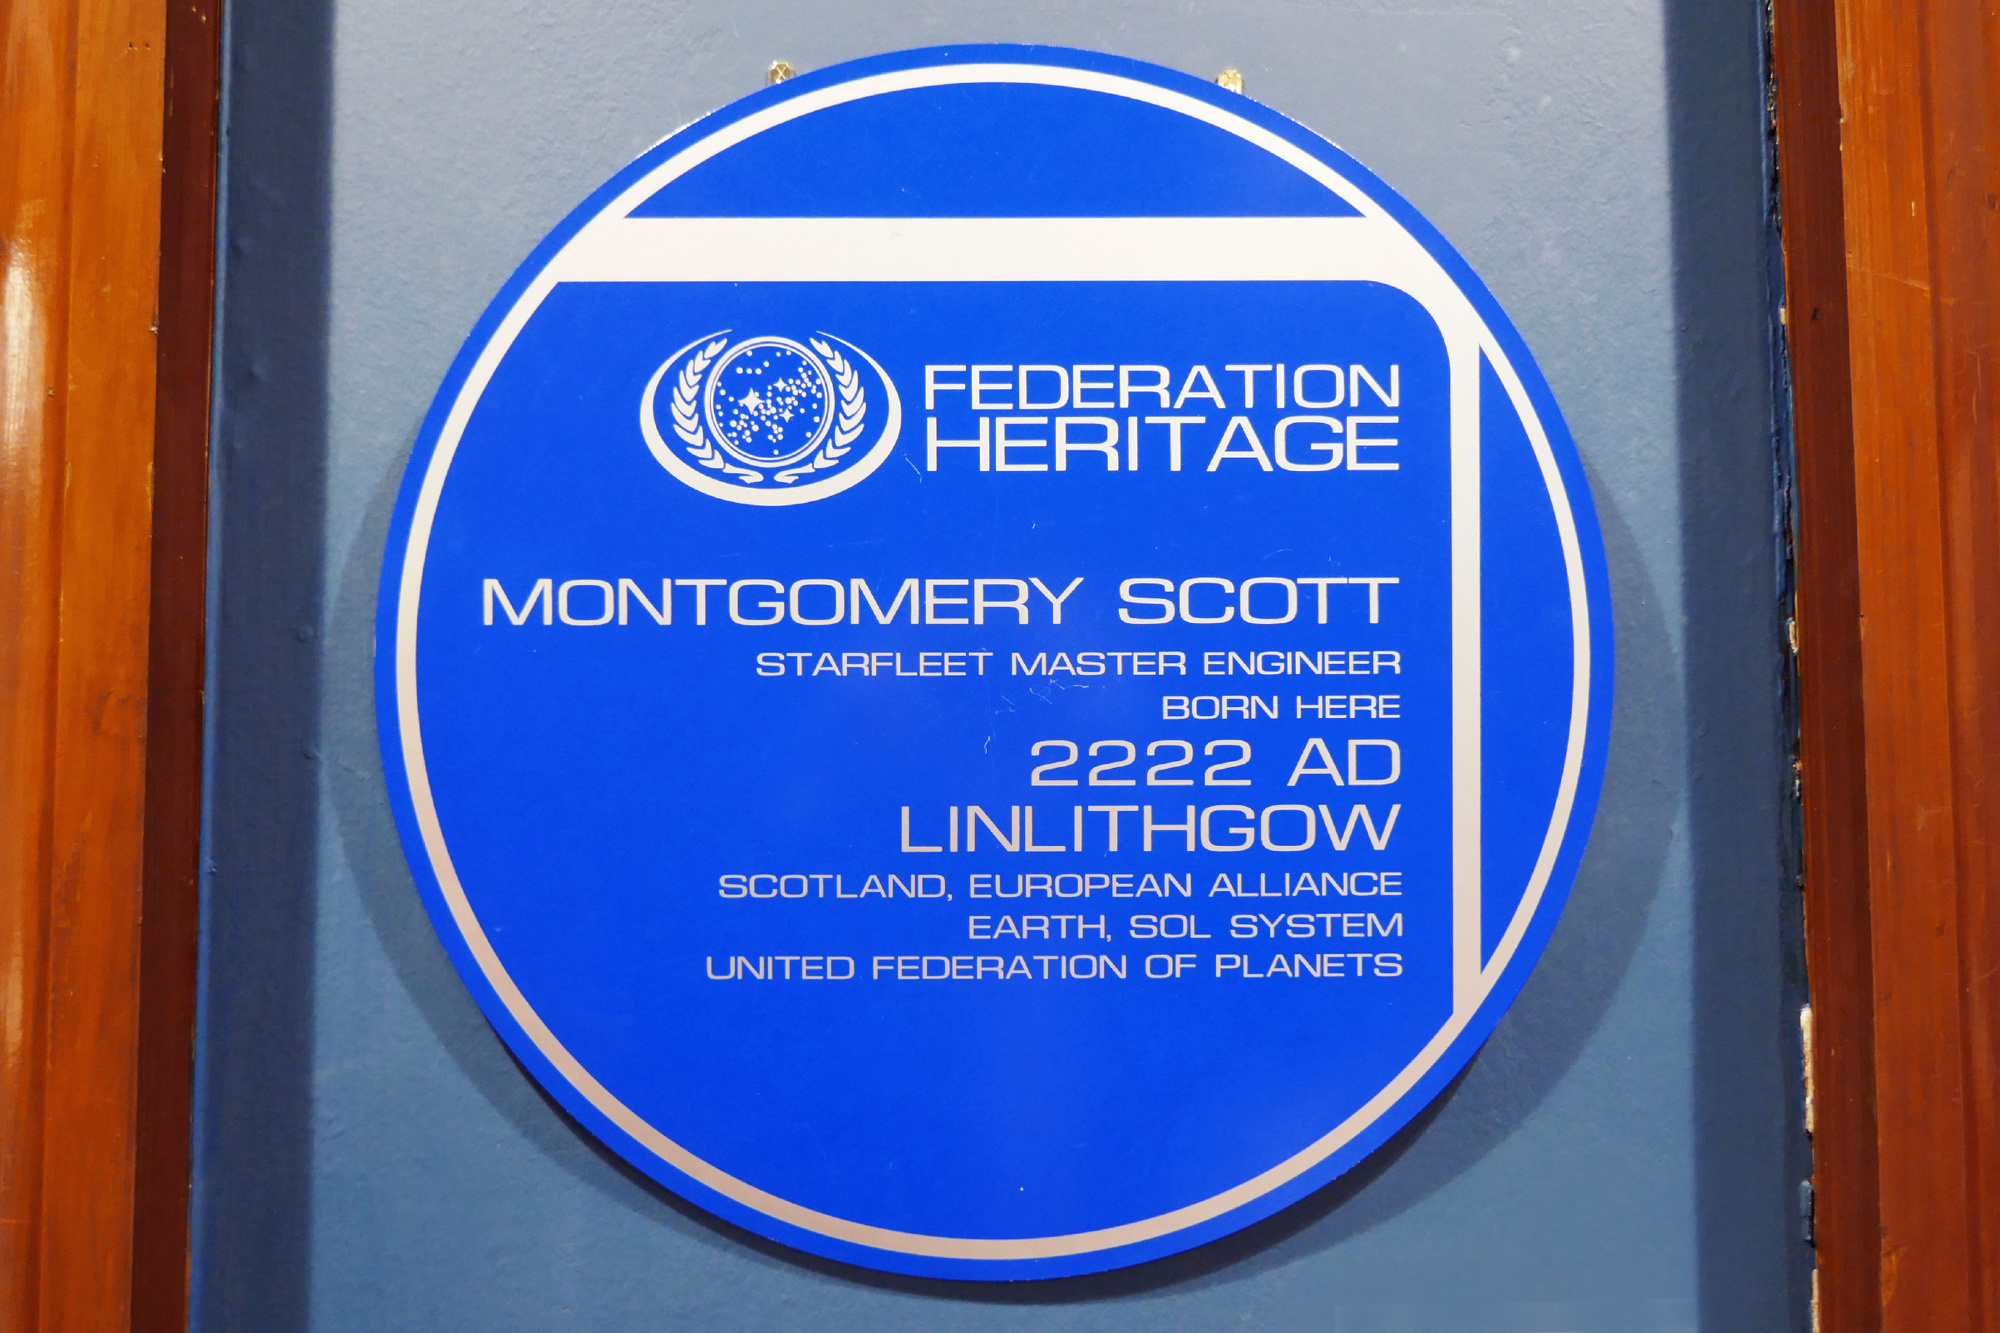 FEDERATION
HERITAGE
MONTGOMERY SCOTT
STARFLEET MASTER ENGINEER
BORN HERE
2222 AD
LINLITHGOW
SCOTLAND, EUROPEAN ALLIANCE
EARTH, SOL SYSTEM
UNITED FEDERATION OF PLANETS